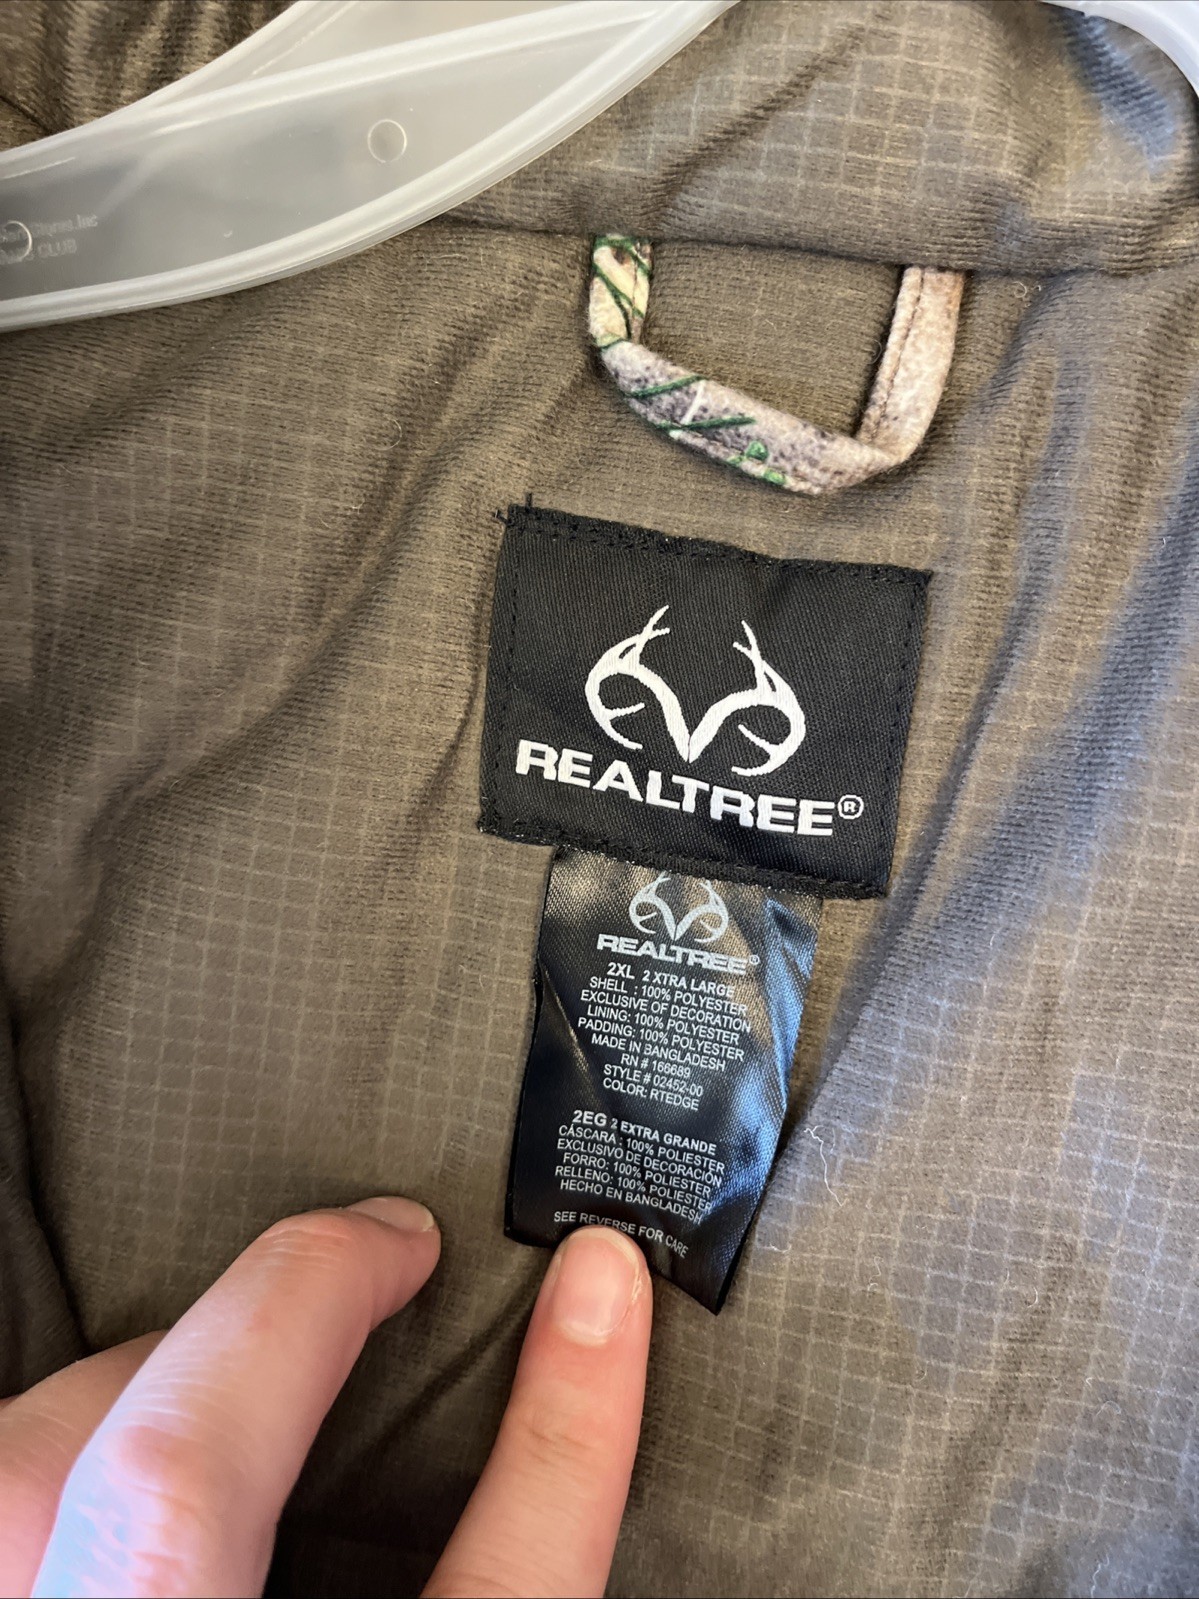 CLUB
REALTREE®
REALTREE®
2XL 2 XTRA LARGE
SHELL : 100% POLYESTER
EXCLUSIVE OF DECORATION
LINING: 100% POLYESTER
PADDING: 100% POLYESTER
MADE IN BANGLADESH
RN # 166689
STYLE # 02452-00
COLOR: RTEDGE
2EG 2 EXTRA GRANDE
CÁSCARA : 100% POLIESTER
EXCLUSIVO DE DECORACIÓN
FORRO: 100% POLIESTER
RELLENO: 100% POLIESTER
HECHO EN BANGLADESH
SEE REVERSE FOR CARE